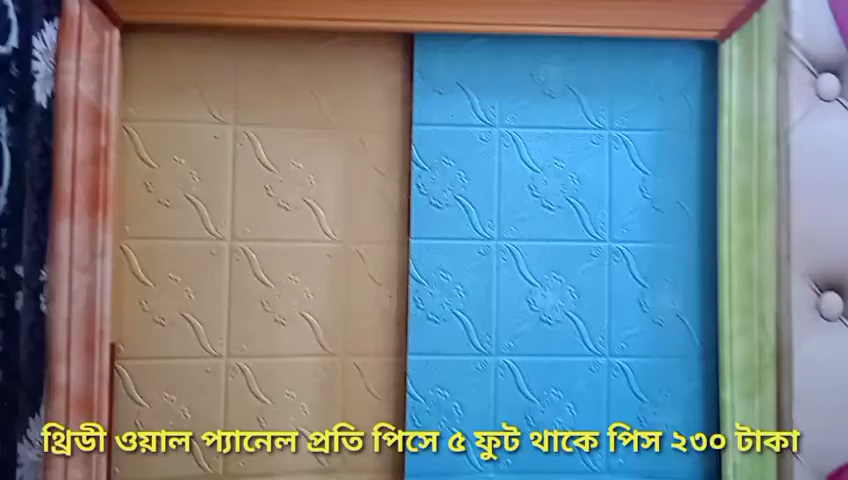 থ্রিডী ওয়াল প্যানেল প্রতি পিসে ৫ ফুট থাকে পিস ২৩০ টাকা